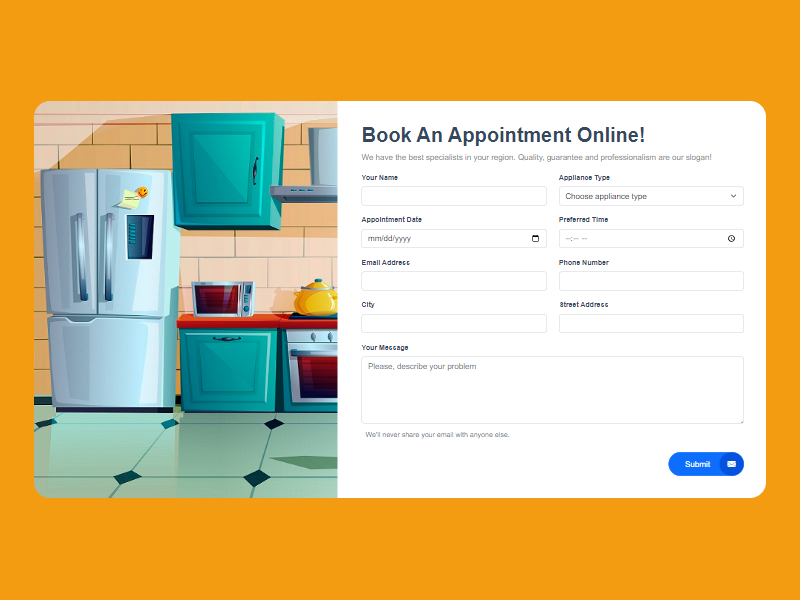 Book An Appointment Online!
We have the best specialists in your region. Quality, guarantee and professionalism are our slogan!
Your Name
Appliance Type
Choose appliance type
Appointment Date
Preferred Time
mm/dd/yyyy
--:-- --
Email Address
Phone Number
City
Street Address
Your Message
Please, describe your problem
We'll never share your email with anyone else.
Submit